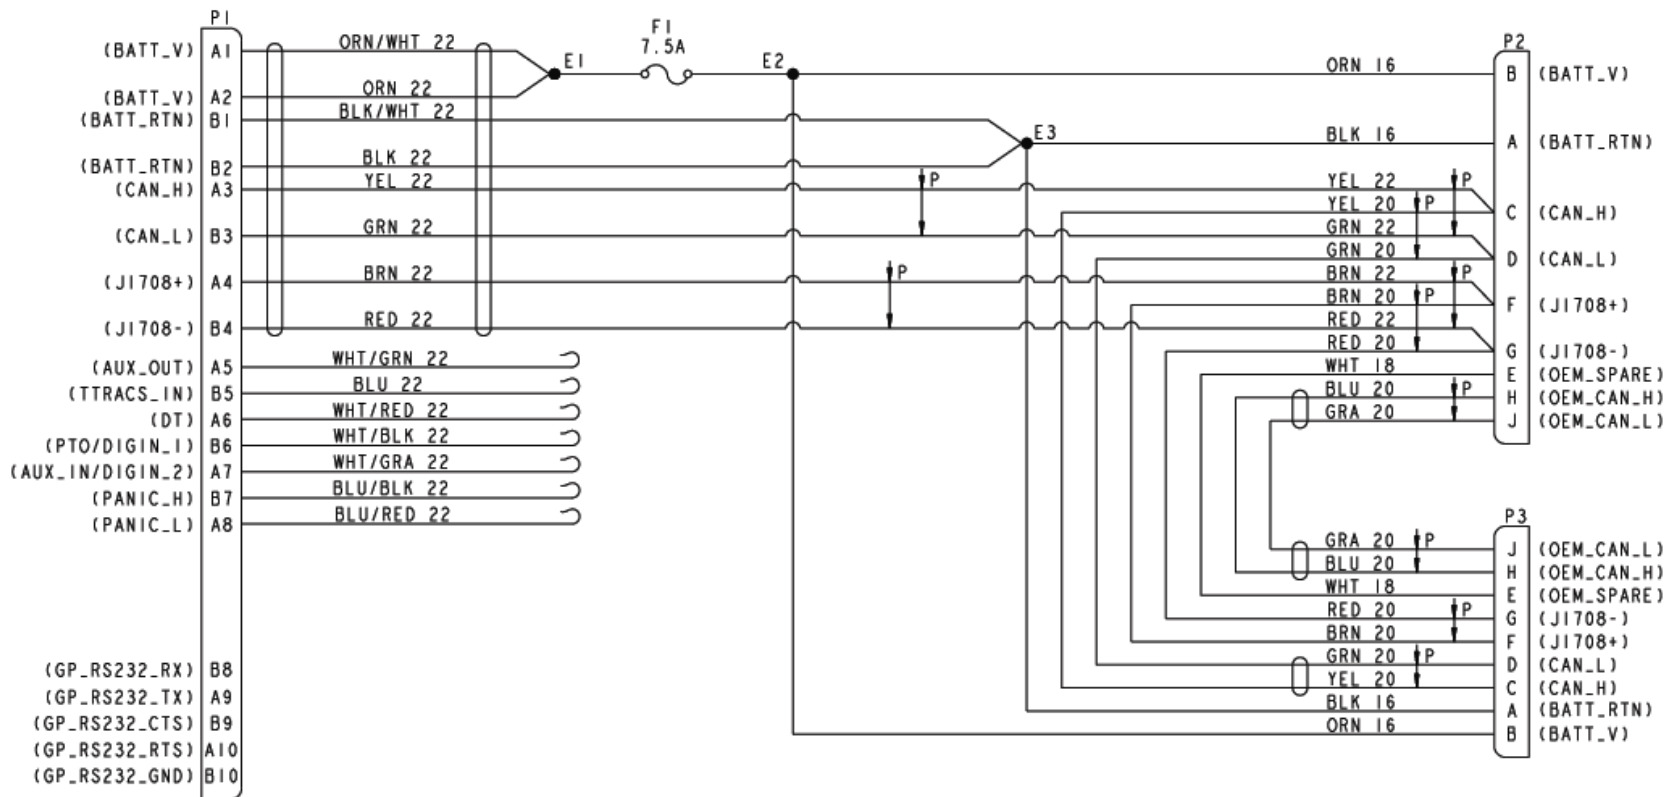 P1
(BATT_V) A1 ORN/WHT 22
E1
F1
7.5A
E2
(BATT_V) A2 ORN 22
(BATT_RTN) B1 BLK/WHT 22
E3
(BATT_RTN) B2 BLK 22
(CAN_H) A3 YEL 22
P
(CAN_L) B3 GRN 22
(J1708+) A4 BRN 22
P
(J1708-) B4 RED 22
(AUX_OUT) A5 WHT/GRN 22
(TTRACS_IN) B5 BLU 22
(DT) A6 WHT/RED 22
(PTO/DIGIN_1) B6 WHT/BLK 22
(AUX_IN/DIGIN_2) A7 WHT/GRA 22
(PANIC_H) B7 BLU/BLK 22
(PANIC_L) A8 BLU/RED 22
(GP_RS232_RX) B8
(GP_RS232_TX) A9
(GP_RS232_CTS) B9
(GP_RS232_RTS) A10
(GP_RS232_GND) B10
P2
ORN 16 B (BATT_V)
BLK 16 A (BATT_RTN)
YEL 22 P
YEL 20 P C (CAN_H)
GRN 22
GRN 20 D (CAN_L)
BRN 22 P
BRN 20 P F (J1708+)
RED 22
RED 20 G (J1708-)
WHT 18 E (OEM_SPARE)
BLU 20 P H (OEM_CAN_H)
GRA 20 J (OEM_CAN_L)
P3
GRA 20 P J (OEM_CAN_L)
BLU 20 H (OEM_CAN_H)
WHT 18 E (OEM_SPARE)
RED 20 P G (J1708-)
BRN 20 F (J1708+)
GRN 20 P D (CAN_L)
YEL 20 C (CAN_H)
BLK 16 A (BATT_RTN)
ORN 16 B (BATT_V)